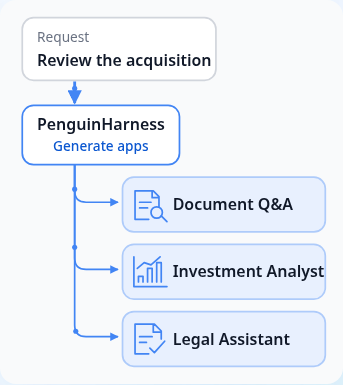 Request
Review the acquisition
PenguinHarness
Generate apps
Document Q&A
Investment Analyst
Legal Assistant